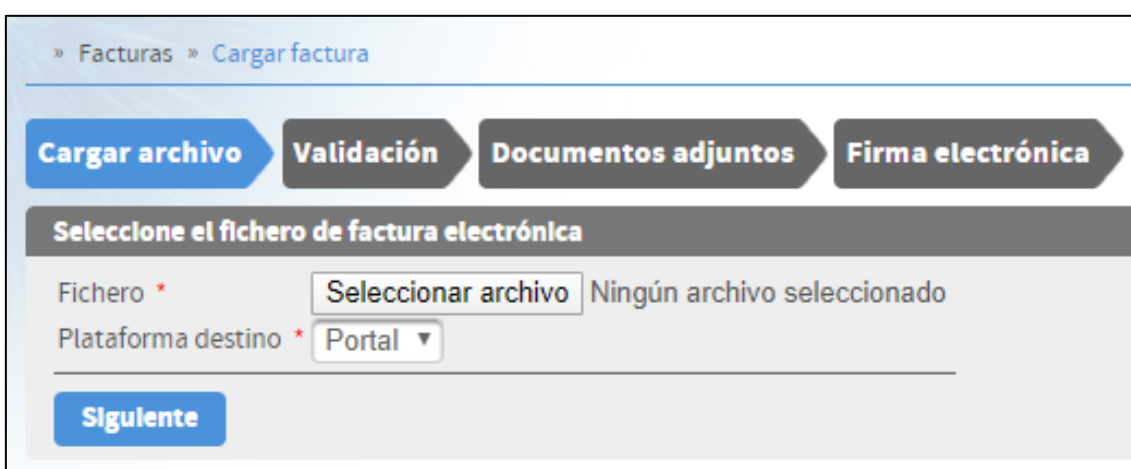 » Facturas » Cargar factura
Cargar archivo Validación Documentos adjuntos Firma electrónica
Seleccione el fichero de factura electrónica
Fichero * Seleccionar archivo Ningún archivo seleccionado
Plataforma destino * Portal
Siguiente